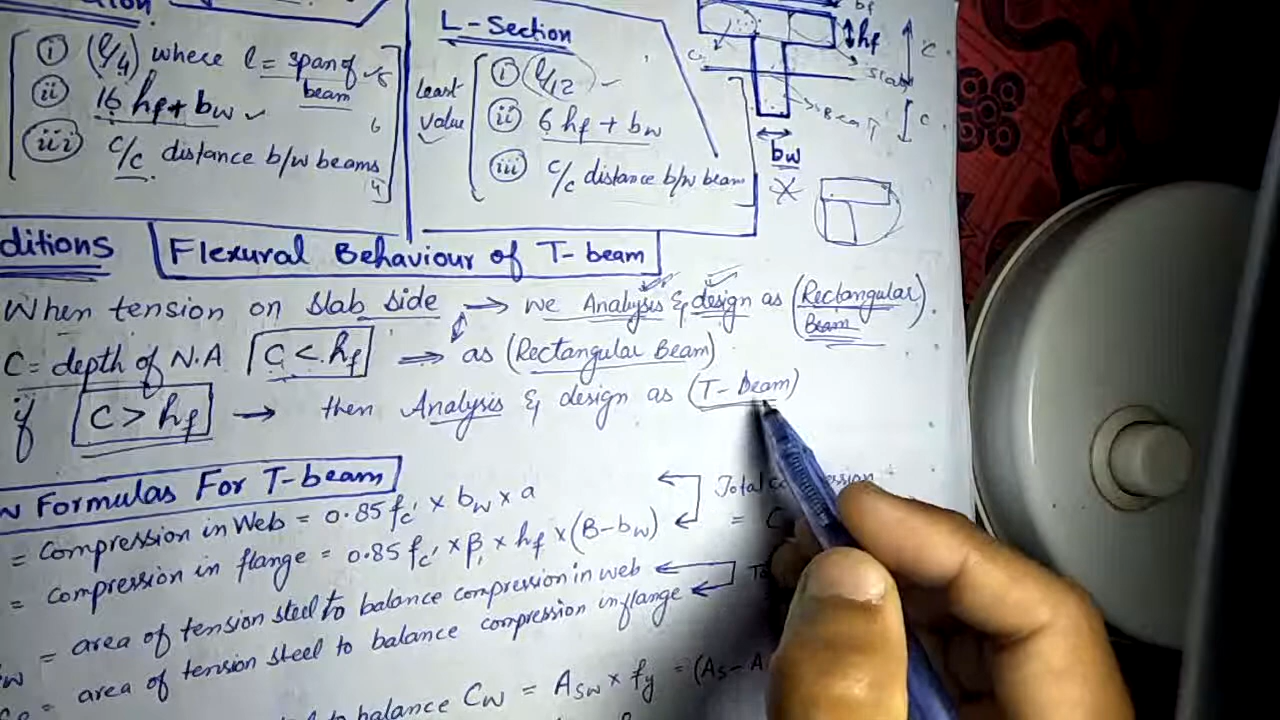 (i) (l/4) where l = span of beam
(ii) 16 hf + bw
(iii) c/c distance b/w beams
L-Section
Least Value
(i) l/12
(ii) 6 hf + bw
(iii) c/c distance b/w beam
bf
hf
C
Slab
C
bw
ditions
Flexural Behaviour of T-beam
When tension on slab side → we Analysis & design as (Rectangular Beam).
C = depth of N.A C < hf ⟹ as (Rectangular Beam)
if C > hf → then Analysis & design as (T-beam)
Formulas For T-beam
= Compression in Web = 0.85 fc' × bw × a
= compression in flange = 0.85 fc' × β1 × hf × (B - bw)
Total
= C
= area of tension steel to balance compression in web
= area of tension steel to balance compression in flange
to balance Cw = Asw × fy = (As - A